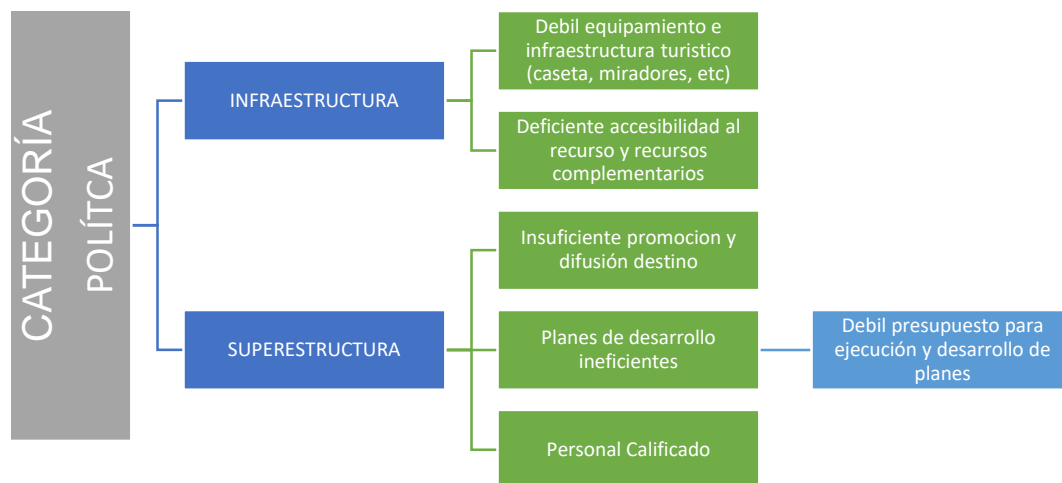 CATEGORÍA
POLÍTCA
INFRAESTRUCTURA
Debil equipamiento e
infraestructura turistico
(caseta, miradores, etc)
Deficiente accesibilidad al
recurso y recursos
complementarios
SUPERESTRUCTURA
Insuficiente promocion y
difusión destino
Planes de desarrollo
ineficientes
Debil presupuesto para
ejecución y desarrollo de
planes
Personal Calificado